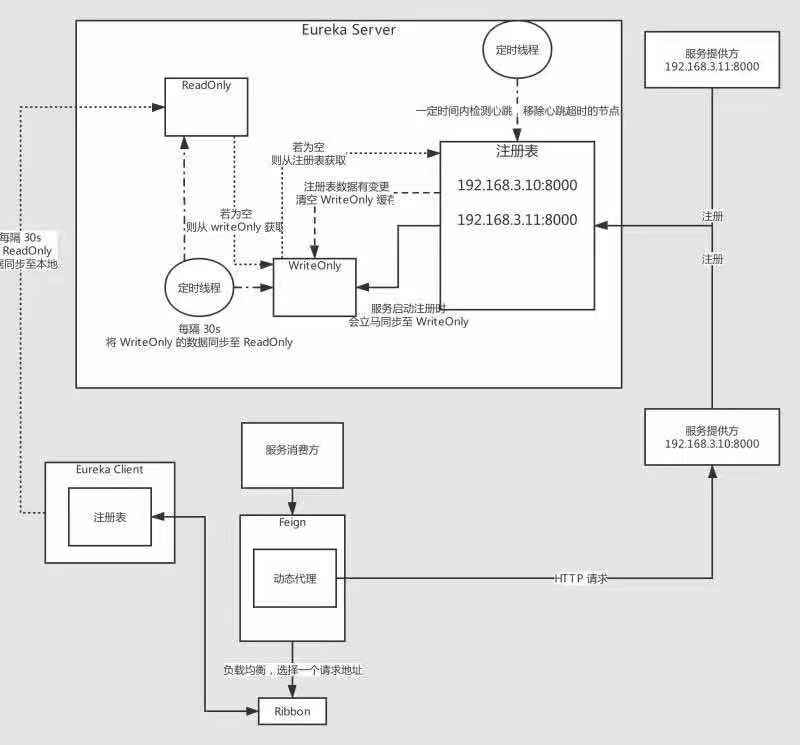 Eureka Server
定时线程
服务提供方
192.168.3.11:8000
ReadOnly
一定时间内检测心跳，移除心跳超时的节点
注册表
192.168.3.10:8000
192.168.3.11:8000
若为空
则从注册表获取
注册表数据有变更
清空 WriteOnly 缓存
若为空
则从 writeOnly 获取
注册
注册
每隔 30s
ReadOnly
据同步至本地
WriteOnly
定时线程
服务启动注册时
会立马同步至 WriteOnly
每隔 30s
将 WriteOnly 的数据同步至 ReadOnly
服务提供方
192.168.3.10:8000
服务消费方
Eureka Client
注册表
Feign
动态代理
HTTP 请求
负载均衡，选择一个请求地址
Ribbon